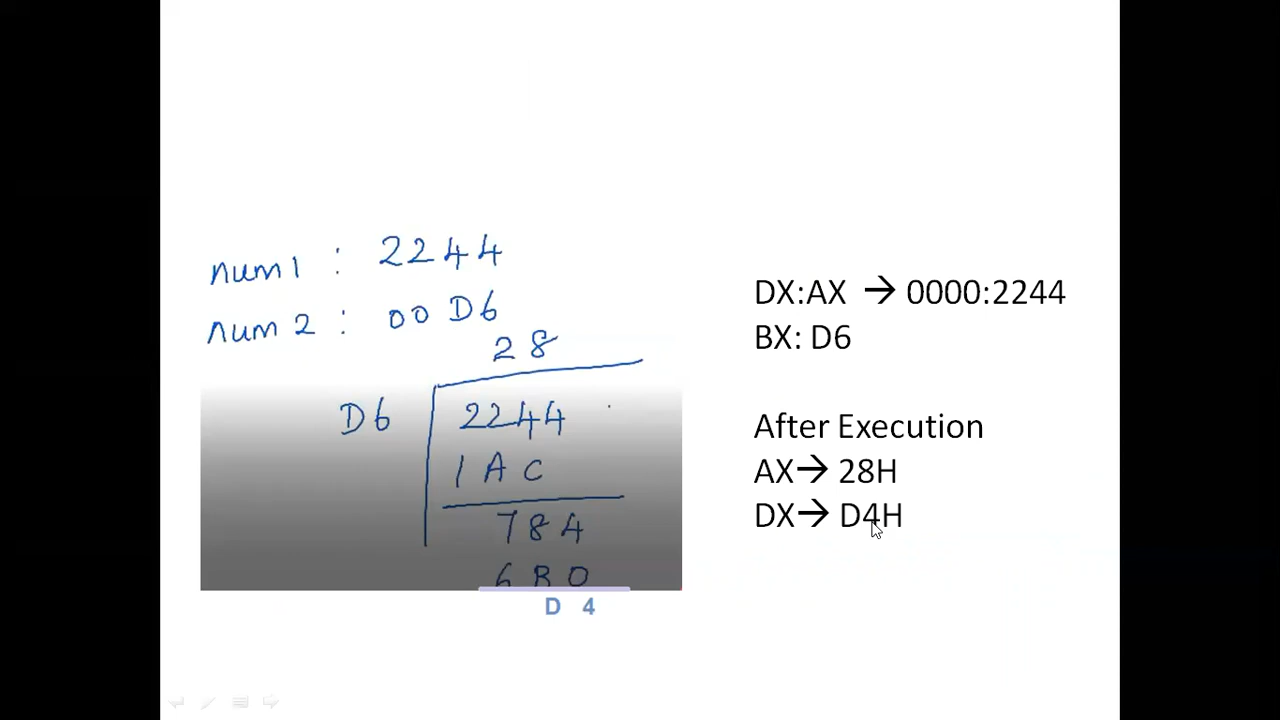 num1 : 2244
num2 : 00D6
28
D6 2244
1AC
784
6B0
D 4
DX:AX → 0000:2244
BX: D6
After Execution
AX→ 28H
DX→ D4H